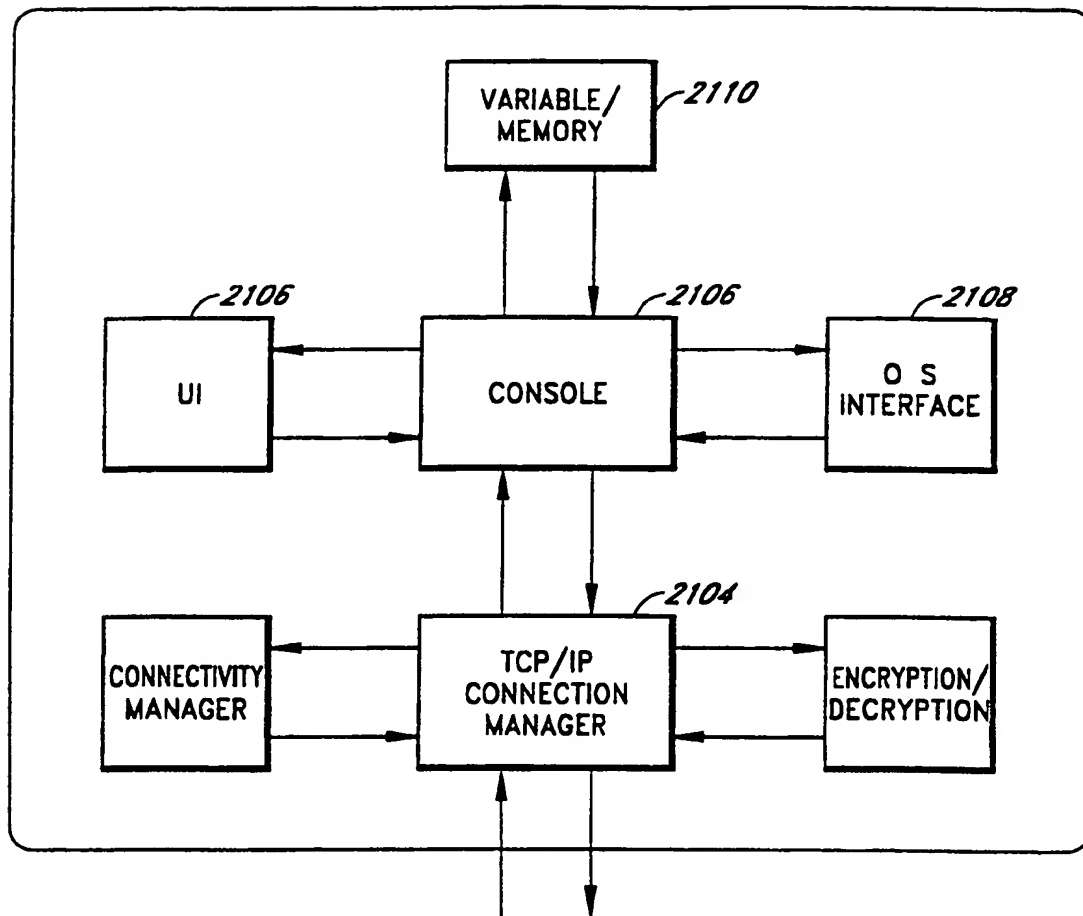 VARIABLE/
MEMORY
2110
2106
2106
2108
UI
CONSOLE
O S
INTERFACE
2104
CONNECTIVITY
MANAGER
TCP/IP
CONNECTION
MANAGER
ENCRYPTION/
DECRYPTION